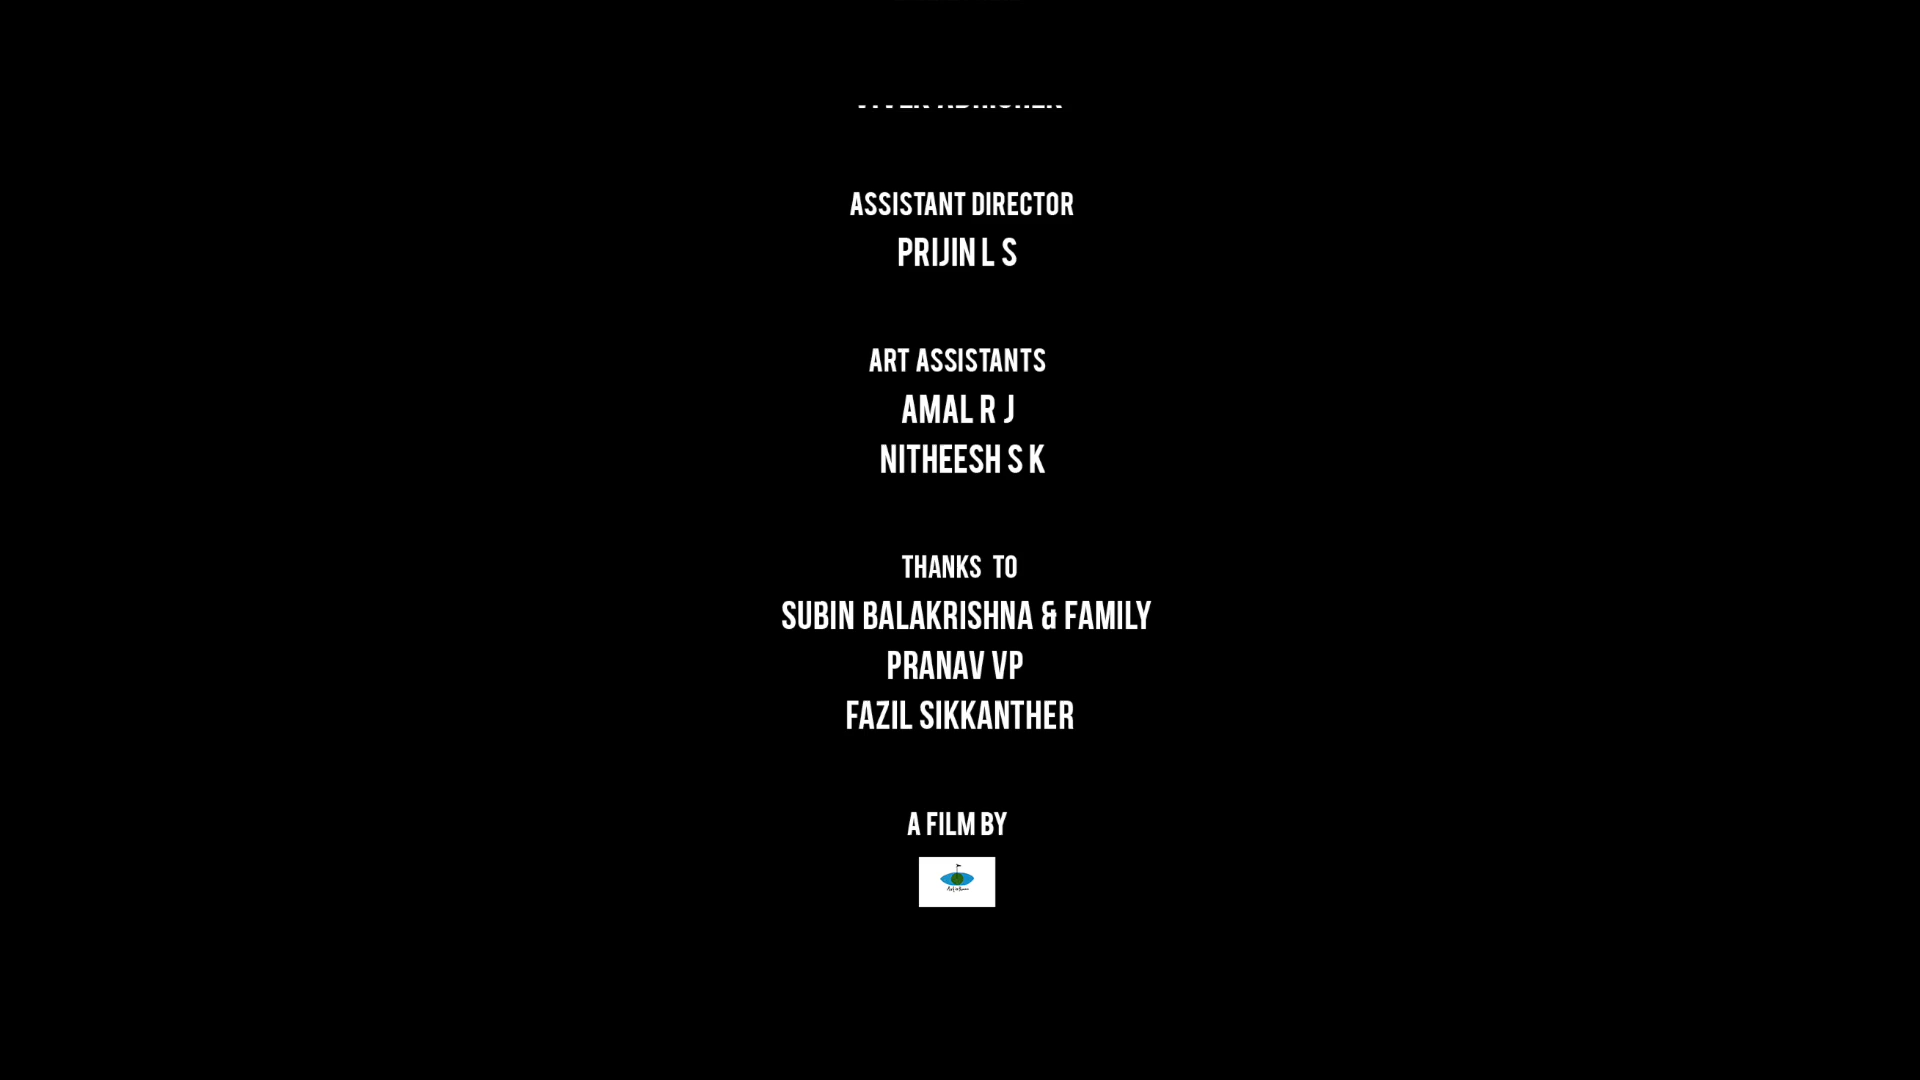 ASSISTANT DIRECTOR
PRIJIN L S
ART ASSISTANTS
AMAL R J
NITHEESH S K
THANKS TO
SUBIN BALAKRISHNA & FAMILY
PRANAV VP
FAZIL SIKKANTHER
A FILM BY